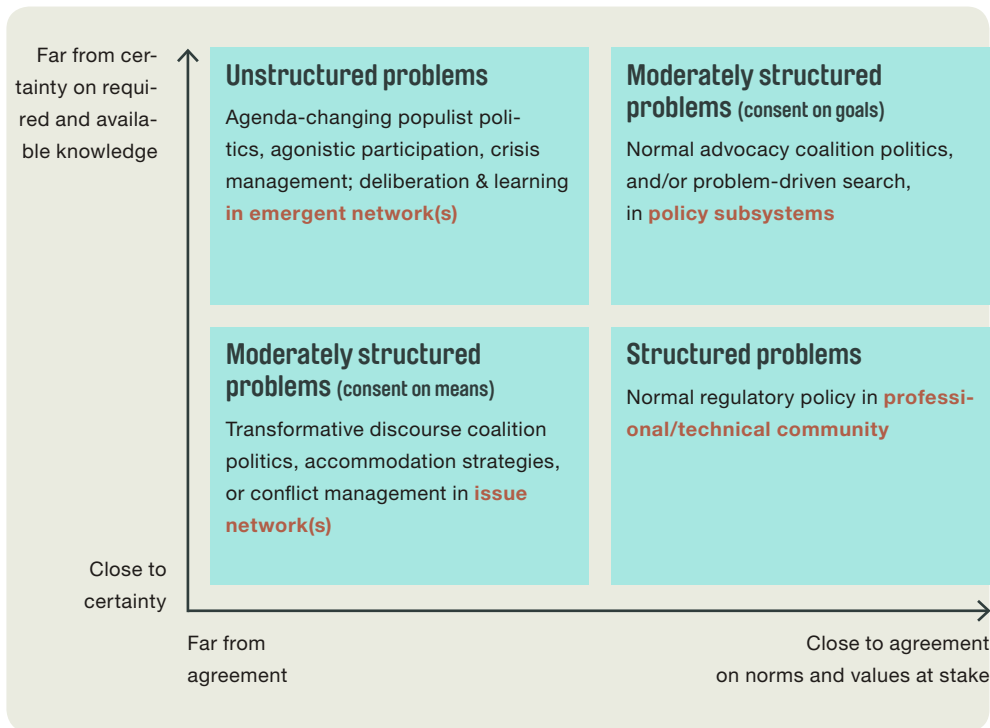 Far from cer-
tainty on requi-
red and availa-
ble knowledge
Unstructured problems
Agenda-changing populist poli-
tics, agonistic participation, crisis
management; deliberation & learning
in emergent network(s)
Moderately structured
problems (consent on goals)
Normal advocacy coalition politics,
and/or problem-driven search,
in policy subsystems
Moderately structured
problems (consent on means)
Transformative discourse coalition
politics, accommodation strategies,
or conflict management in issue
network(s)
Structured problems
Normal regulatory policy in professi-
onal/technical community
Close to
certainty
Far from
agreement
Close to agreement
on norms and values at stake